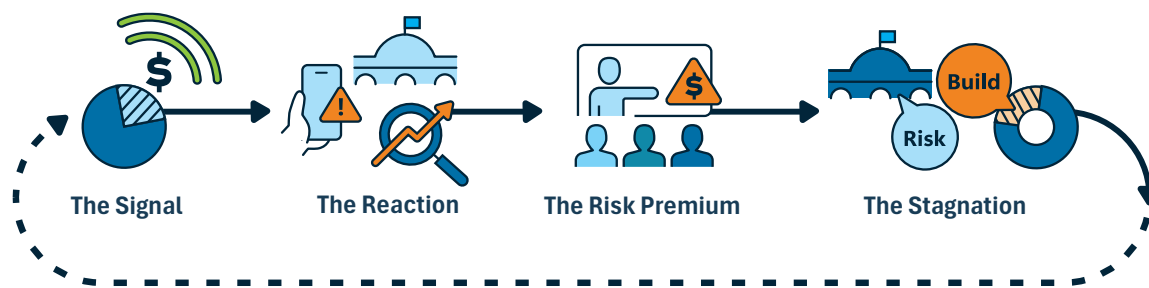 $
!
$
Build
Risk
The Signal
The Reaction
The Risk Premium
The Stagnation